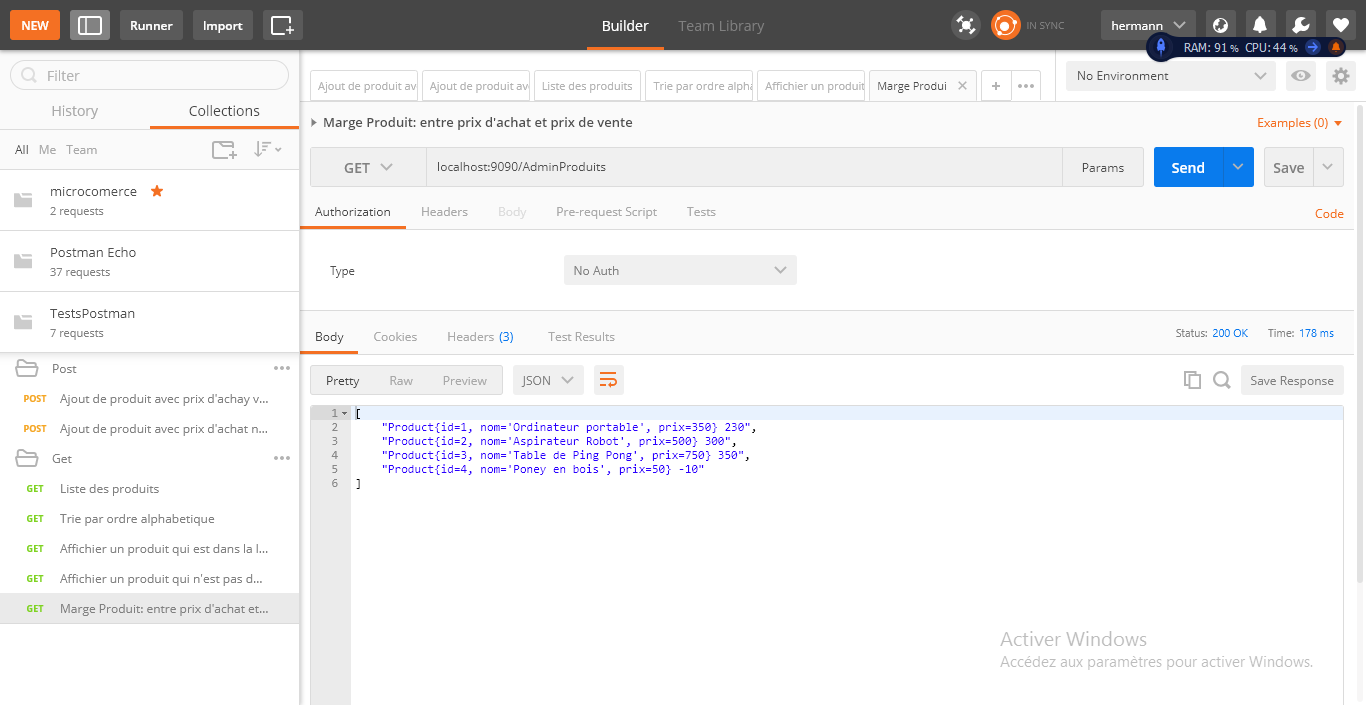 NEW Runner Import Builder Team Library IN SYNC hermann
RAM: 91 % CPU: 44 %
Filter
History Collections
All Me Team
microcomerce
2 requests
Postman Echo
37 requests
TestsPostman
7 requests
Post
POST Ajout de produit avec prix d'achay v...
POST Ajout de produit avec prix d'achat n...
Get
GET Liste des produits
GET Trie par ordre alphabetique
GET Affichier un produit qui est dans la l...
GET Affichier un produit qui n'est pas d...
GET Marge Produit: entre prix d'achat et...
Ajout de produit av Ajout de produit ave Liste des produits Trie par ordre alpha Affichier un produit Marge Produi
No Environment
Marge Produit: entre prix d'achat et prix de vente
Examples (0)
GET localhost:9090/AdminProduits Params Send Save
Authorization Headers Body Pre-request Script Tests Code
Type No Auth
Body Cookies Headers (3) Test Results Status: 200 OK Time: 178 ms
Pretty Raw Preview JSON Save Response
1 [
2 "Product{id=1, nom='Ordinateur portable', prix=350} 230",
3 "Product{id=2, nom='Aspirateur Robot', prix=500} 300",
4 "Product{id=3, nom='Table de Ping Pong', prix=750} 350",
5 "Product{id=4, nom='Poney en bois', prix=50} -10"
6 ]
Activer Windows
Accédez aux paramètres pour activer Windows.